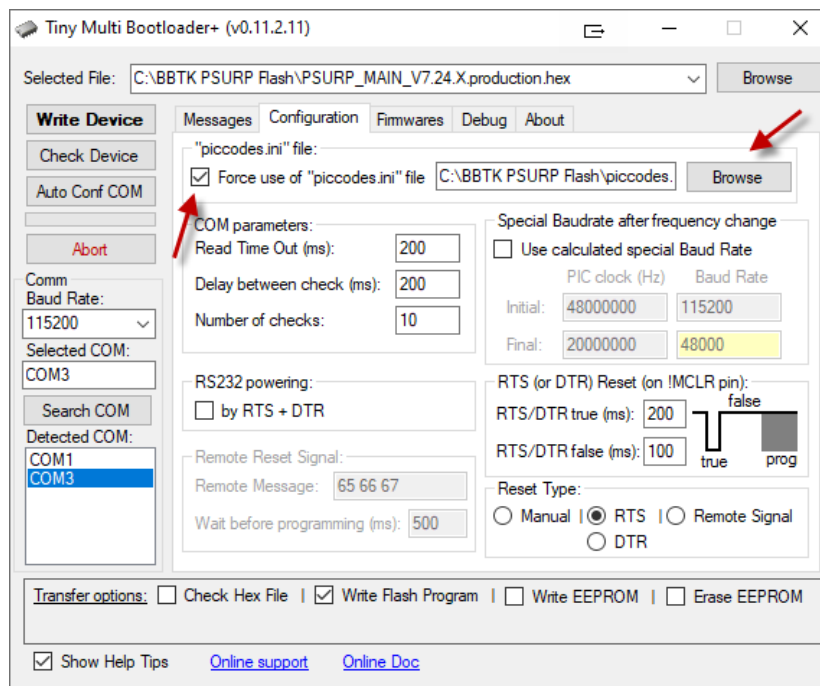 Tiny Multi Bootloader+ (v0.11.2.11)
Selected File: C:\BBTK PSURP Flash\PSURP_MAIN_V7.24.X.production.hex Browse
Write Device
Check Device
Auto Conf COM
Abort
Comm
Baud Rate:
115200
Selected COM:
COM3
Search COM
Detected COM:
COM1
COM3
Messages Configuration Firmwares Debug About
"piccodes.ini" file:
Force use of "piccodes.ini" file C:\BBTK PSURP Flash\piccodes. Browse
COM parameters:
Read Time Out (ms): 200
Delay between check (ms): 200
Number of checks: 10
Special Baudrate after frequency change
Use calculated special Baud Rate
PIC clock (Hz) Baud Rate
Initial: 48000000 115200
Final: 20000000 48000
RS232 powering:
by RTS + DTR
RTS (or DTR) Reset (on !MCLR pin):
RTS/DTR true (ms): 200
RTS/DTR false (ms): 100
false
true prog
Remote Reset Signal:
Remote Message: 65 66 67
Wait before programming (ms): 500
Reset Type:
Manual | RTS | Remote Signal
DTR
Transfer options: Check Hex File | Write Flash Program | Write EEPROM | Erase EEPROM
Show Help Tips Online support Online Doc